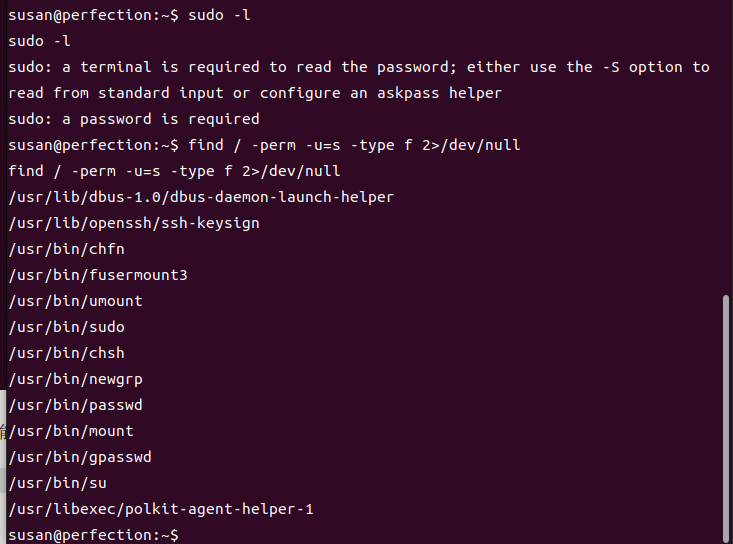 susan@perfection:~$ sudo -l
sudo -l
sudo: a terminal is required to read the password; either use the -S option to
read from standard input or configure an askpass helper
sudo: a password is required
susan@perfection:~$ find / -perm -u=s -type f 2>/dev/null
find / -perm -u=s -type f 2>/dev/null
/usr/lib/dbus-1.0/dbus-daemon-launch-helper
/usr/lib/openssh/ssh-keysign
/usr/bin/chfn
/usr/bin/fusermount3
/usr/bin/umount
/usr/bin/sudo
/usr/bin/chsh
/usr/bin/newgrp
/usr/bin/passwd
/usr/bin/mount
/usr/bin/gpasswd
/usr/bin/su
/usr/libexec/polkit-agent-helper-1
susan@perfection:~$